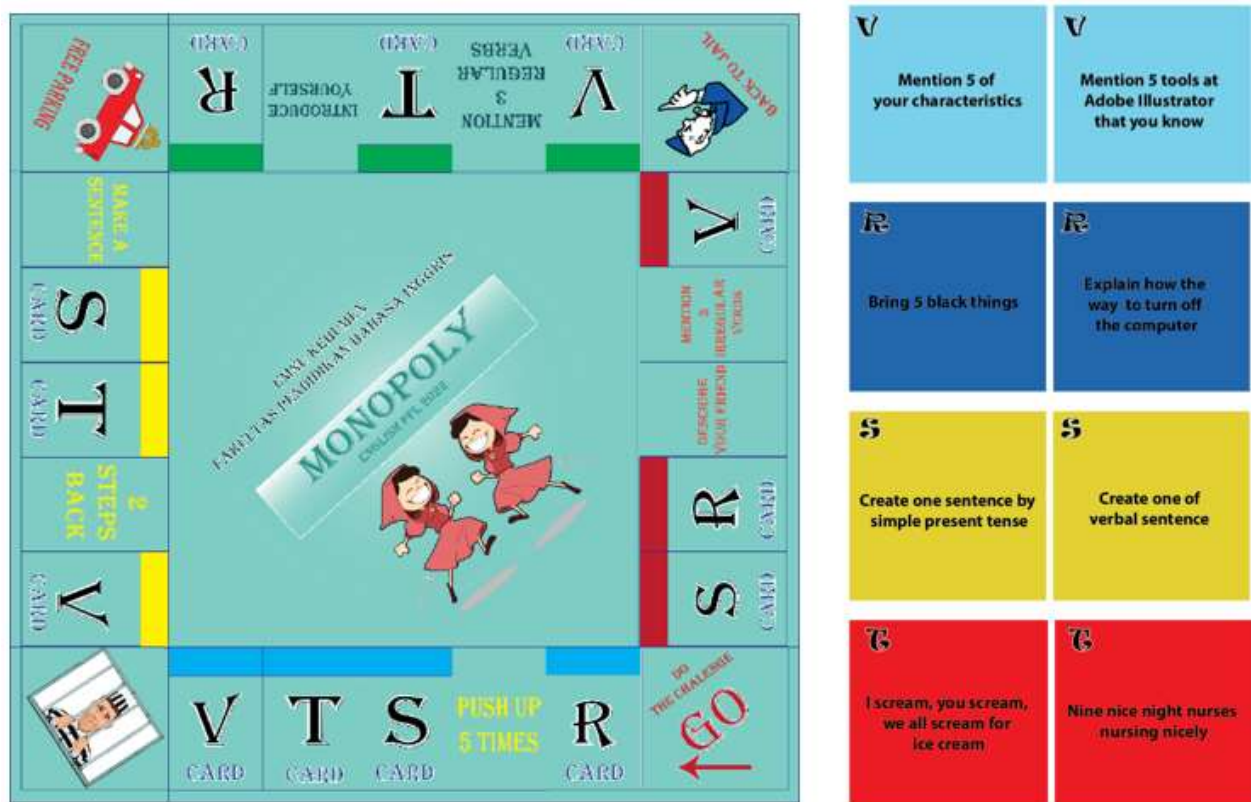 FREE PARKING
R
CARD
INTRODUCE
YOURSELF
T
CARD
MENTION
3
REGULAR
VERBS
V
CARD
BACK TO JAIL
MAKE A
SENTENCE
S
CARD
T
CARD
2
STEPS
BACK
V
CARD
KEBUMEN
FAKULTAS PENDIDIKAN BAHASA INGGRIS
MONOPOLY
ENGLISH 2022
V
CARD
MENTION
3
IRREGULAR
DESCRIBE
YOUR FRIEND
R
CARD
S
CARD
V
CARD
T
CARD
S
CARD
PUSH UP
5 TIMES
R
CARD
DO
THE CHALENGE
GO
V
Mention 5 of
your characteristics
V
Mention 5 tools at
Adobe Illustrator
that you know
R
Bring 5 black things
R
Explain how the
way to turn off
the computer
S
Create one sentence by
simple present tense
S
Create one of
verbal sentence
T
I scream, you scream,
we all scream for
ice cream
T
Nine nice night nurses
nursing nicely